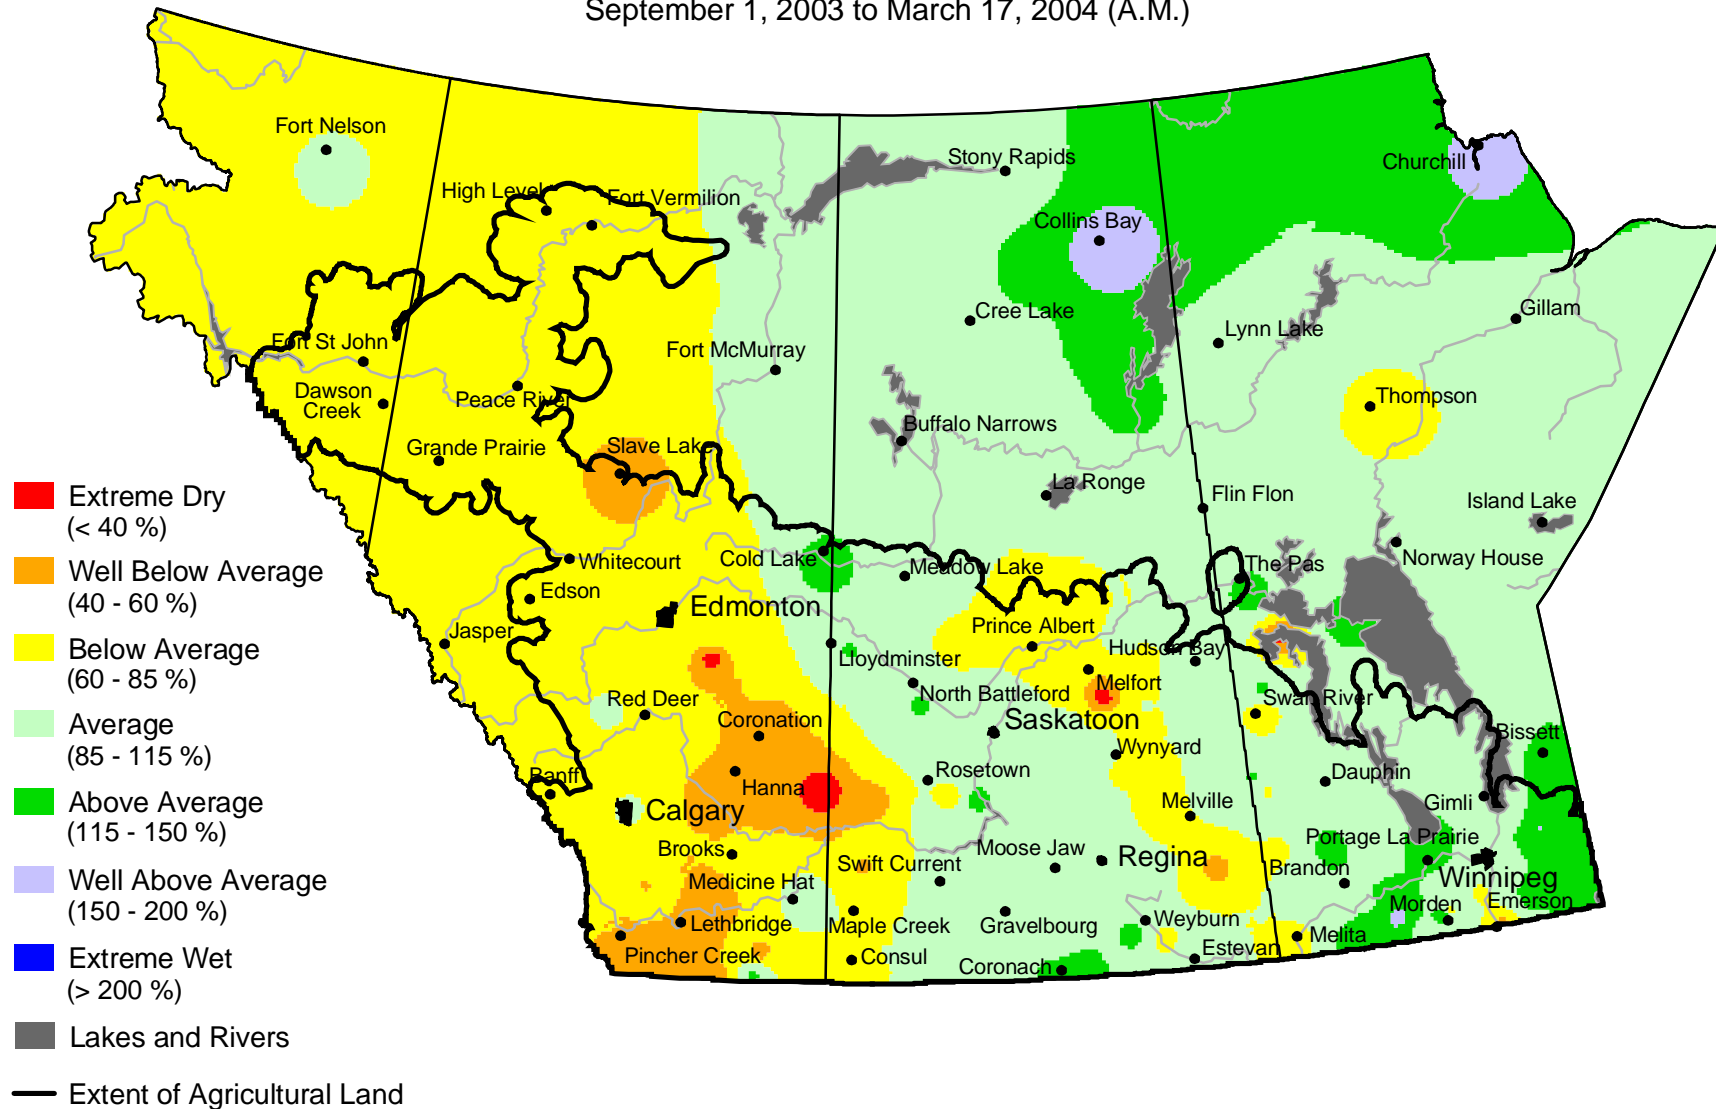 September 1, 2003 to March 17, 2004 (A.M.)
Fort Nelson
High Level
Fort Vermilion
Stony Rapids
Churchill
Collins Bay
Cree Lake
Lynn Lake
Gillam
Fort St John
Fort McMurray
Dawson
Creek
Peace River
Thompson
Buffalo Narrows
Grande Prairie
Slave Lake
La Ronge
Flin Flon
Island Lake
Whitecourt
Cold Lake
Meadow Lake
The Pas
Norway House
Edson
Edmonton
Jasper
Prince Albert
Hudson Bay
Lloydminster
North Battleford
Melfort
Red Deer
Swan River
Coronation
Saskatoon
Wynyard
Bissett
Banff
Hanna
Rosetown
Dauphin
Calgary
Melville
Gimli
Portage La Prairie
Brooks
Swift Current
Moose Jaw
Regina
Brandon
Winnipeg
Medicine Hat
Lethbridge
Maple Creek
Gravelbourg
Weyburn
Morden
Emerson
Pincher Creek
Consul
Coronach
Estevan
Melita
Extreme Dry
(< 40 %)
Well Below Average
(40 - 60 %)
Below Average
(60 - 85 %)
Average
(85 - 115 %)
Above Average
(115 - 150 %)
Well Above Average
(150 - 200 %)
Extreme Wet
(> 200 %)
Lakes and Rivers
Extent of Agricultural Land